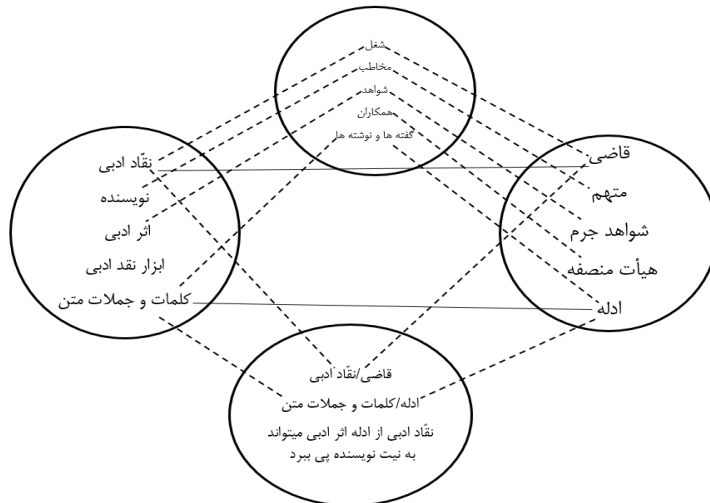 شغل
مخاطب
شواهد
همکاران
گفته ها و نوشته ها
قاضی
متهم
شواهد جرم
هیأت منصفه
ادله
نقّاد ادبی
نویسنده
اثر ادبی
ابزار نقد ادبی
کلمات و جملات متن
قاضی/نقّاد ادبی
ادله/کلمات و جملات متن
نقّاد ادبی از ادله اثر ادبی میتواند
به نیت نویسنده پی ببرد